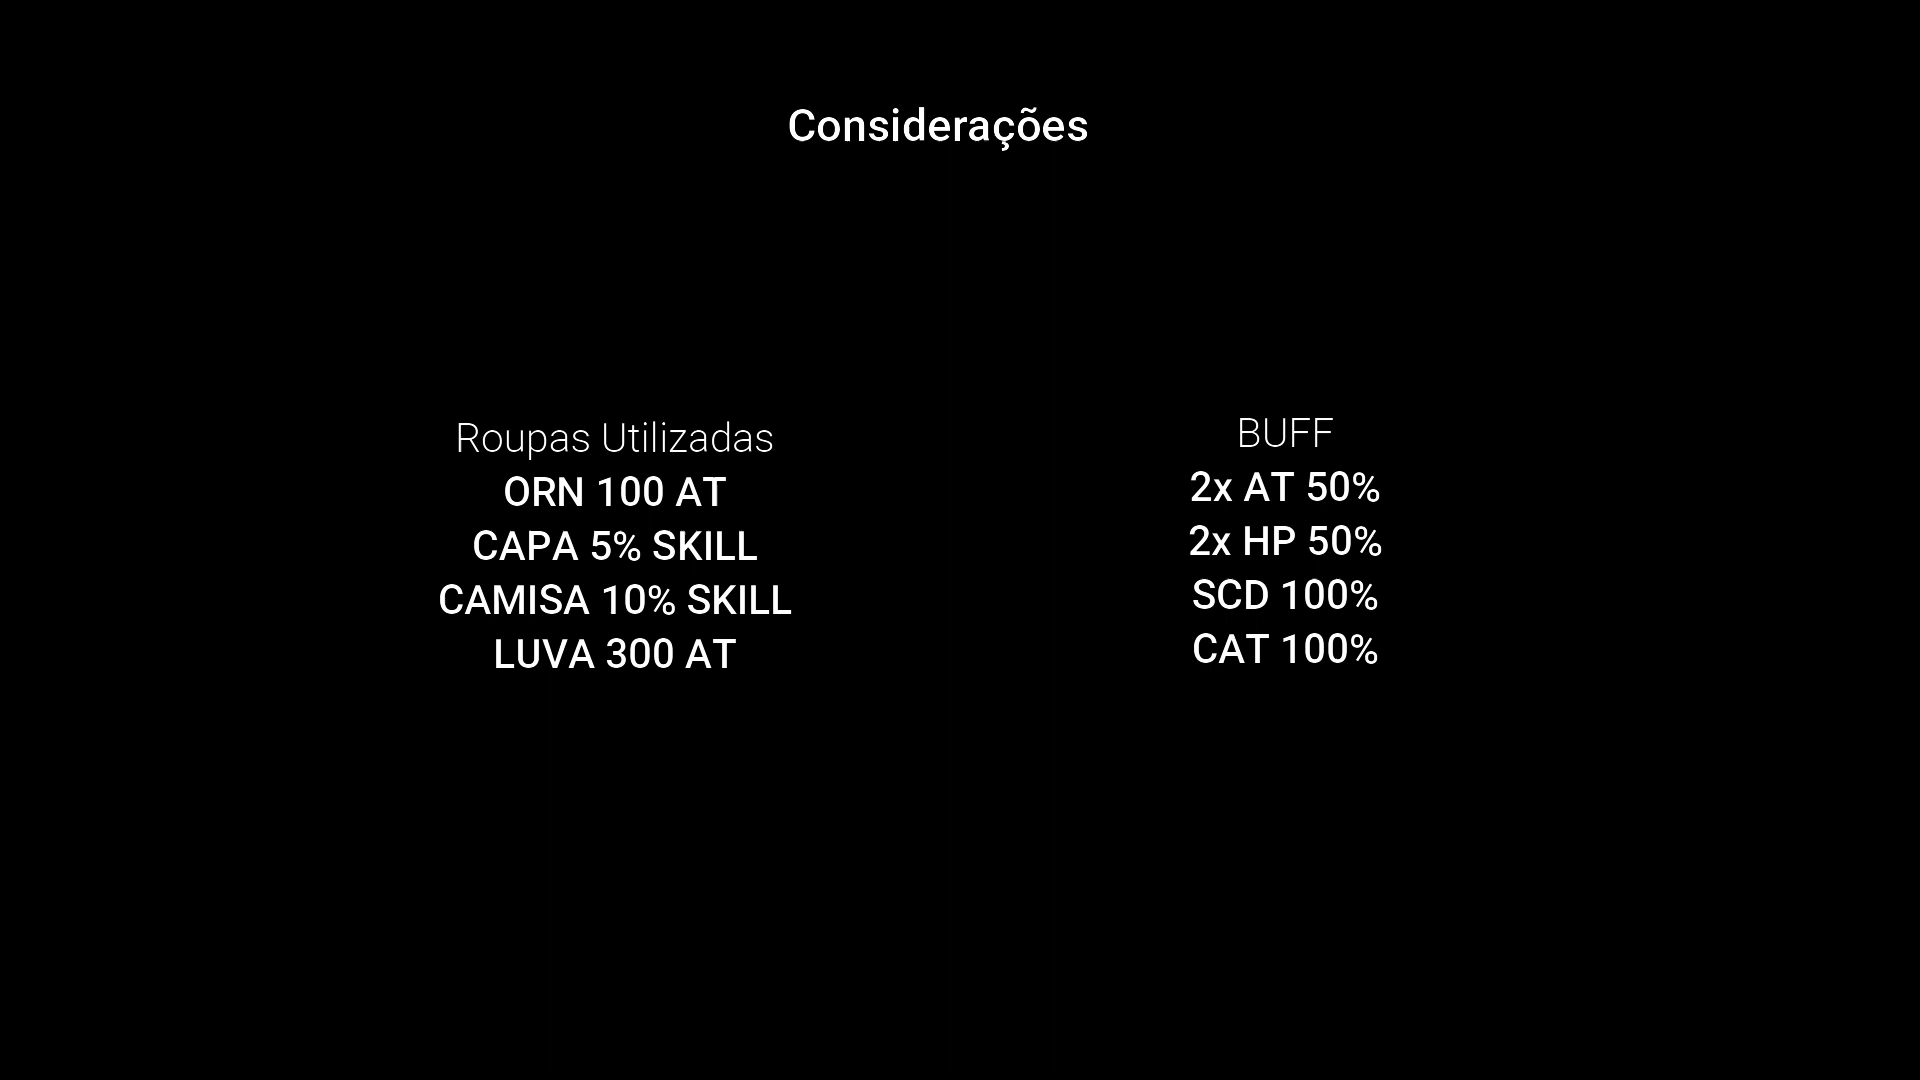 Considerações
Roupas Utilizadas
ORN 100 AT
CAPA 5% SKILL
CAMISA 10% SKILL
LUVA 300 AT
BUFF
2x AT 50%
2x HP 50%
SCD 100%
CAT 100%